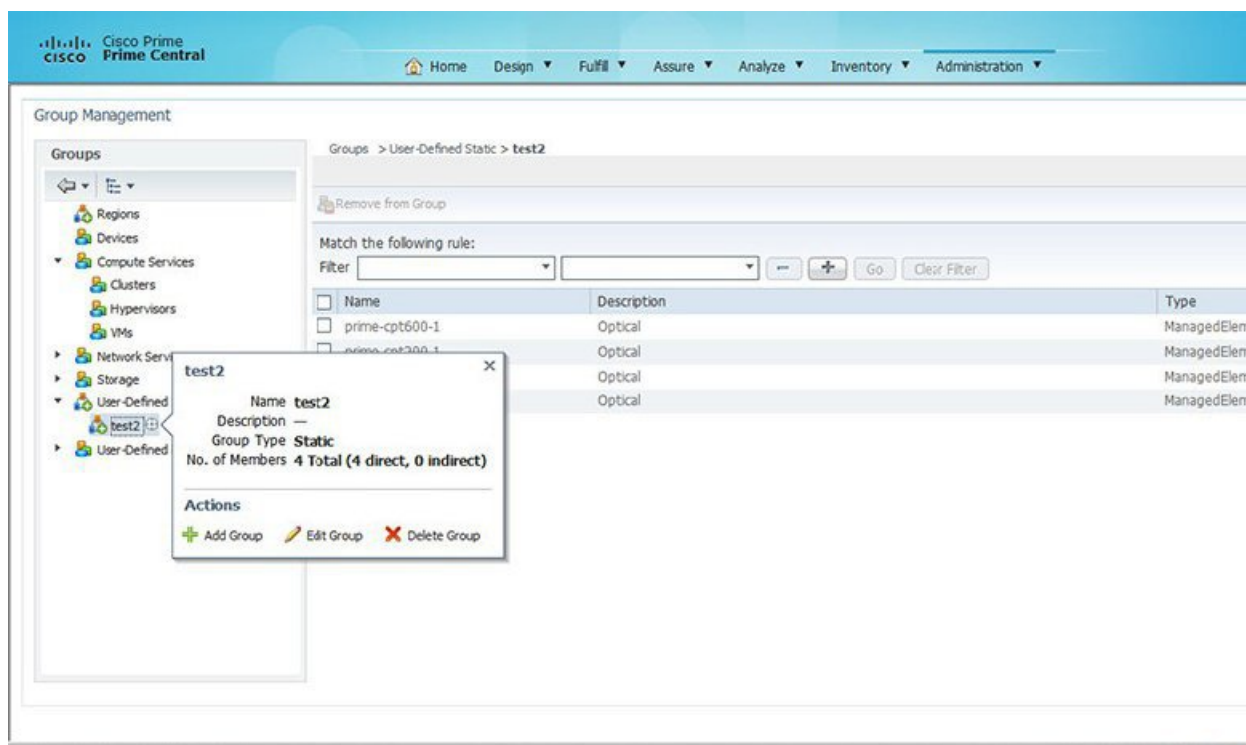 Cisco Prime
CISCO Prime Central
Home Design Fulfill Assure Analyze Inventory Administration
Group Management
Groups
Groups > User-Defined Static > test2
Regions
Remove from Group
Devices
Match the following rule:
Compute Services
Filter
Go Clear Filter
Clusters
Name Description Type
Hypervisors
prime-cpt600-1 Optical ManagedElem
VMs
Optical ManagedElem
Network Servi
Optical ManagedElem
Storage
User-Defined
Optical ManagedElem
test2
User-Defined
test2
Name test2
Description —
Group Type Static
No. of Members 4 Total (4 direct, 0 indirect)
Actions
Add Group Edit Group Delete Group